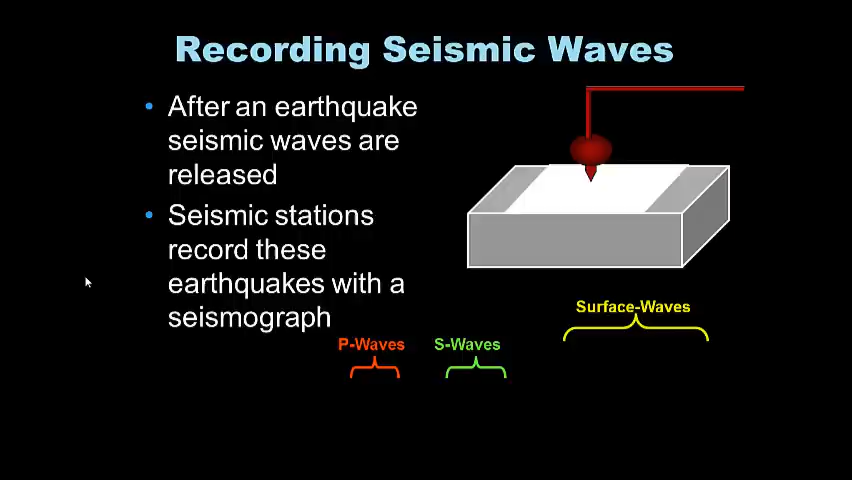 Recording Seismic Waves
• After an earthquake
seismic waves are
released
• Seismic stations
record these
earthquakes with a
seismograph
Surface-Waves
P-Waves
S-Waves